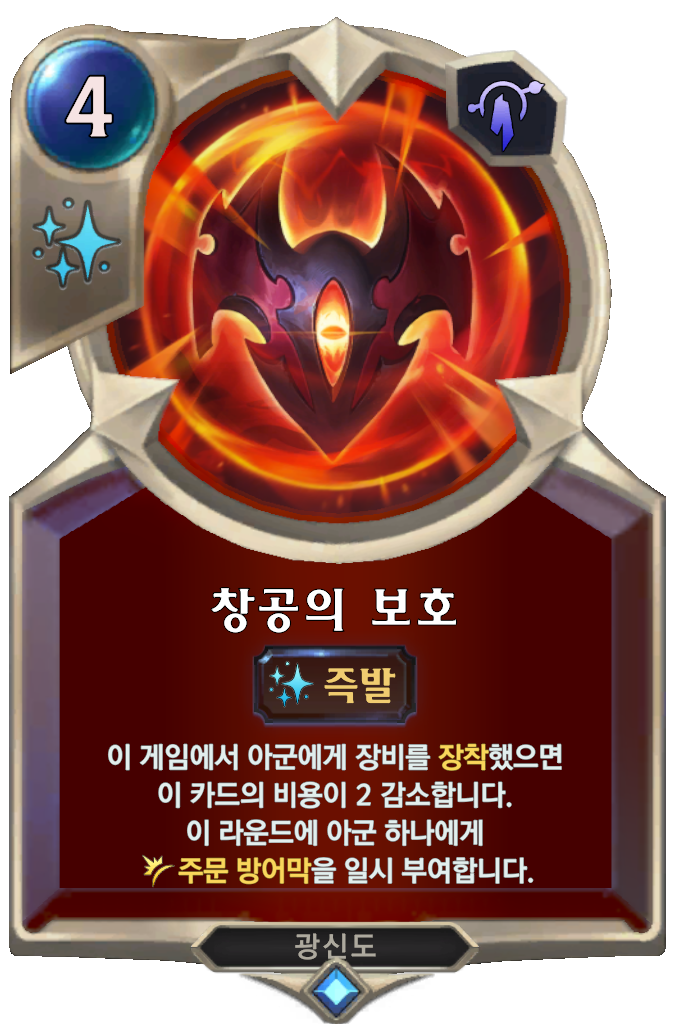 4
창공의 보호
즉발
이 게임에서 아군에게 장비를 장착했으면
이 카드의 비용이 2 감소합니다.
이 라운드에 아군 하나에게
주문 방어막을 일시 부여합니다.
광신도